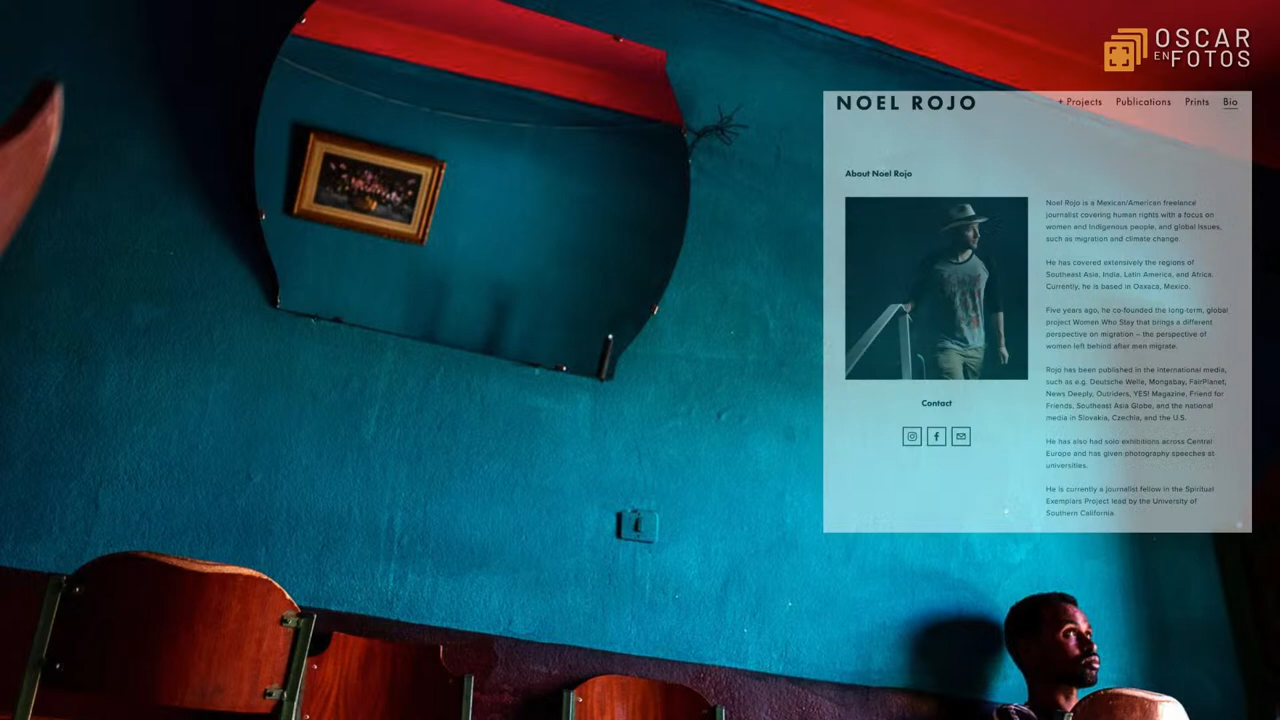 OSCAR
EN FOTOS
NOEL ROJO
+ Projects Publications Prints Bio
About Noel Rojo
Noel Rojo is a Mexican/American freelance
journalist covering human rights with a focus on
women and Indigenous people, and global issues,
such as migration and climate change.
He has covered extensively the regions of
Southeast Asia, India, Latin America, and Africa.
Currently, he is based in Oaxaca, Mexico.
Five years ago, he co-founded the long-term, global
project Women Who Stay that brings a different
perspective on migration – the perspective of
women left behind after men migrate.
Rojo has been published in the international media,
such as e.g. Deutsche Welle, Mongabay, FairPlanet,
News Deeply, Outriders, YES! Magazine, Friend for
Friends, Southeast Asia Globe, and the national
media in Slovakia, Czechia, and the U.S.
He has also had solo exhibitions across Central
Europe and has given photography speeches at
universities.
He is currently a journalist fellow in the Spiritual
Exemplars Project lead by the University of
Southern California.
Contact